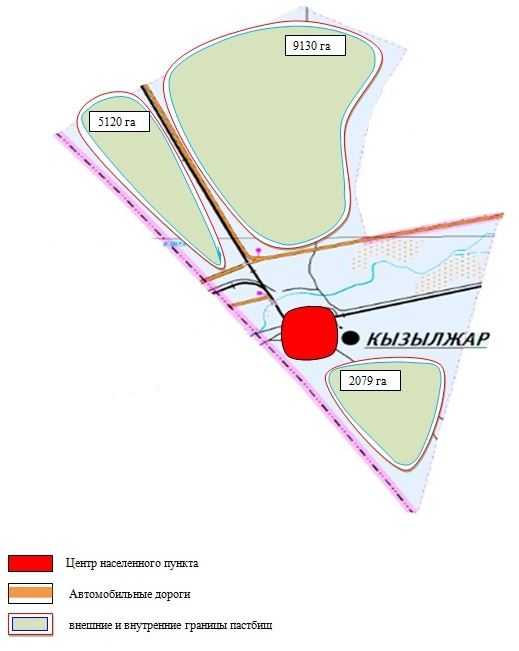 9130 га
5120 га
КЫЗЫЛЖАР
2079 га
Центр населенного пункта
Автомобильные дороги
внешние и внутренние границы пастбищ